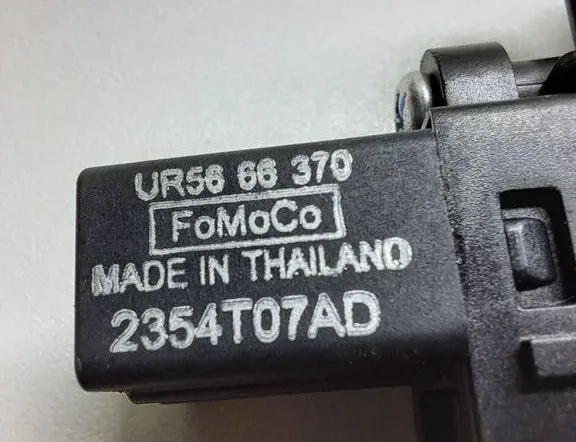 UR56 66 370
FoMoCo
MADE IN THAILAND
2354T07AD